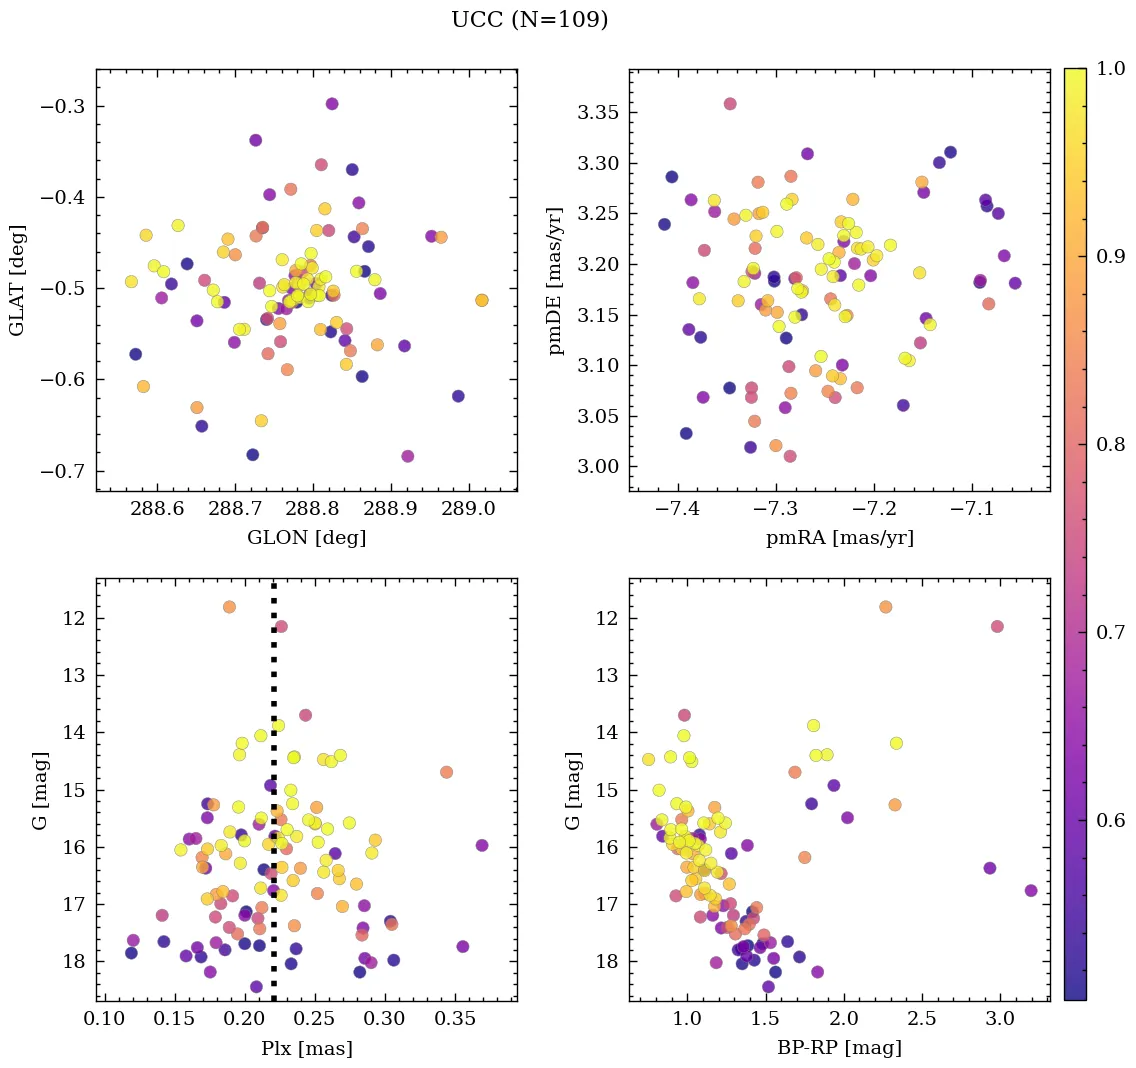 UCC (N=109)
−0.3
−0.4
−0.5
−0.6
−0.7
GLAT [deg]
288.6 288.7 288.8 288.9 289.0
GLON [deg]
3.35
3.30
3.25
3.20
3.15
3.10
3.05
3.00
pmDE [mas/yr]
−7.4 −7.3 −7.2 −7.1
pmRA [mas/yr]
1.0
0.9
0.8
0.7
0.6
12
13
14
15
16
17
18
G [mag]
0.10 0.15 0.20 0.25 0.30 0.35
Plx [mas]
12
13
14
15
16
17
18
G [mag]
1.0 1.5 2.0 2.5 3.0
BP-RP [mag]